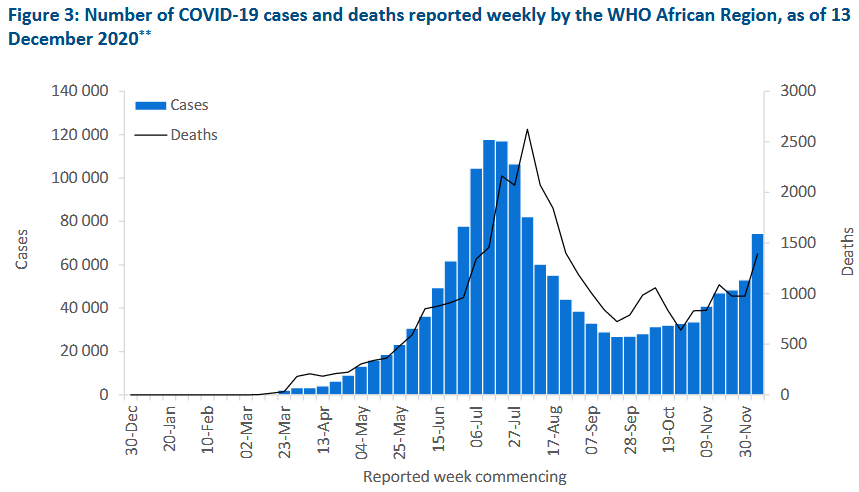 Figure 3: Number of COVID-19 cases and deaths reported weekly by the WHO African Region, as of 13
December 2020**
140 000
120 000
100 000
80 000
60 000
40 000
20 000
0
Cases
Cases
Deaths
3000
2500
2000
1500
1000
500
0
Deaths
30-Dec
20-Jan
10-Feb
02-Mar
23-Mar
13-Apr
04-May
25-May
15-Jun
06-Jul
27-Jul
17-Aug
07-Sep
28-Sep
19-Oct
09-Nov
30-Nov
Reported week commencing